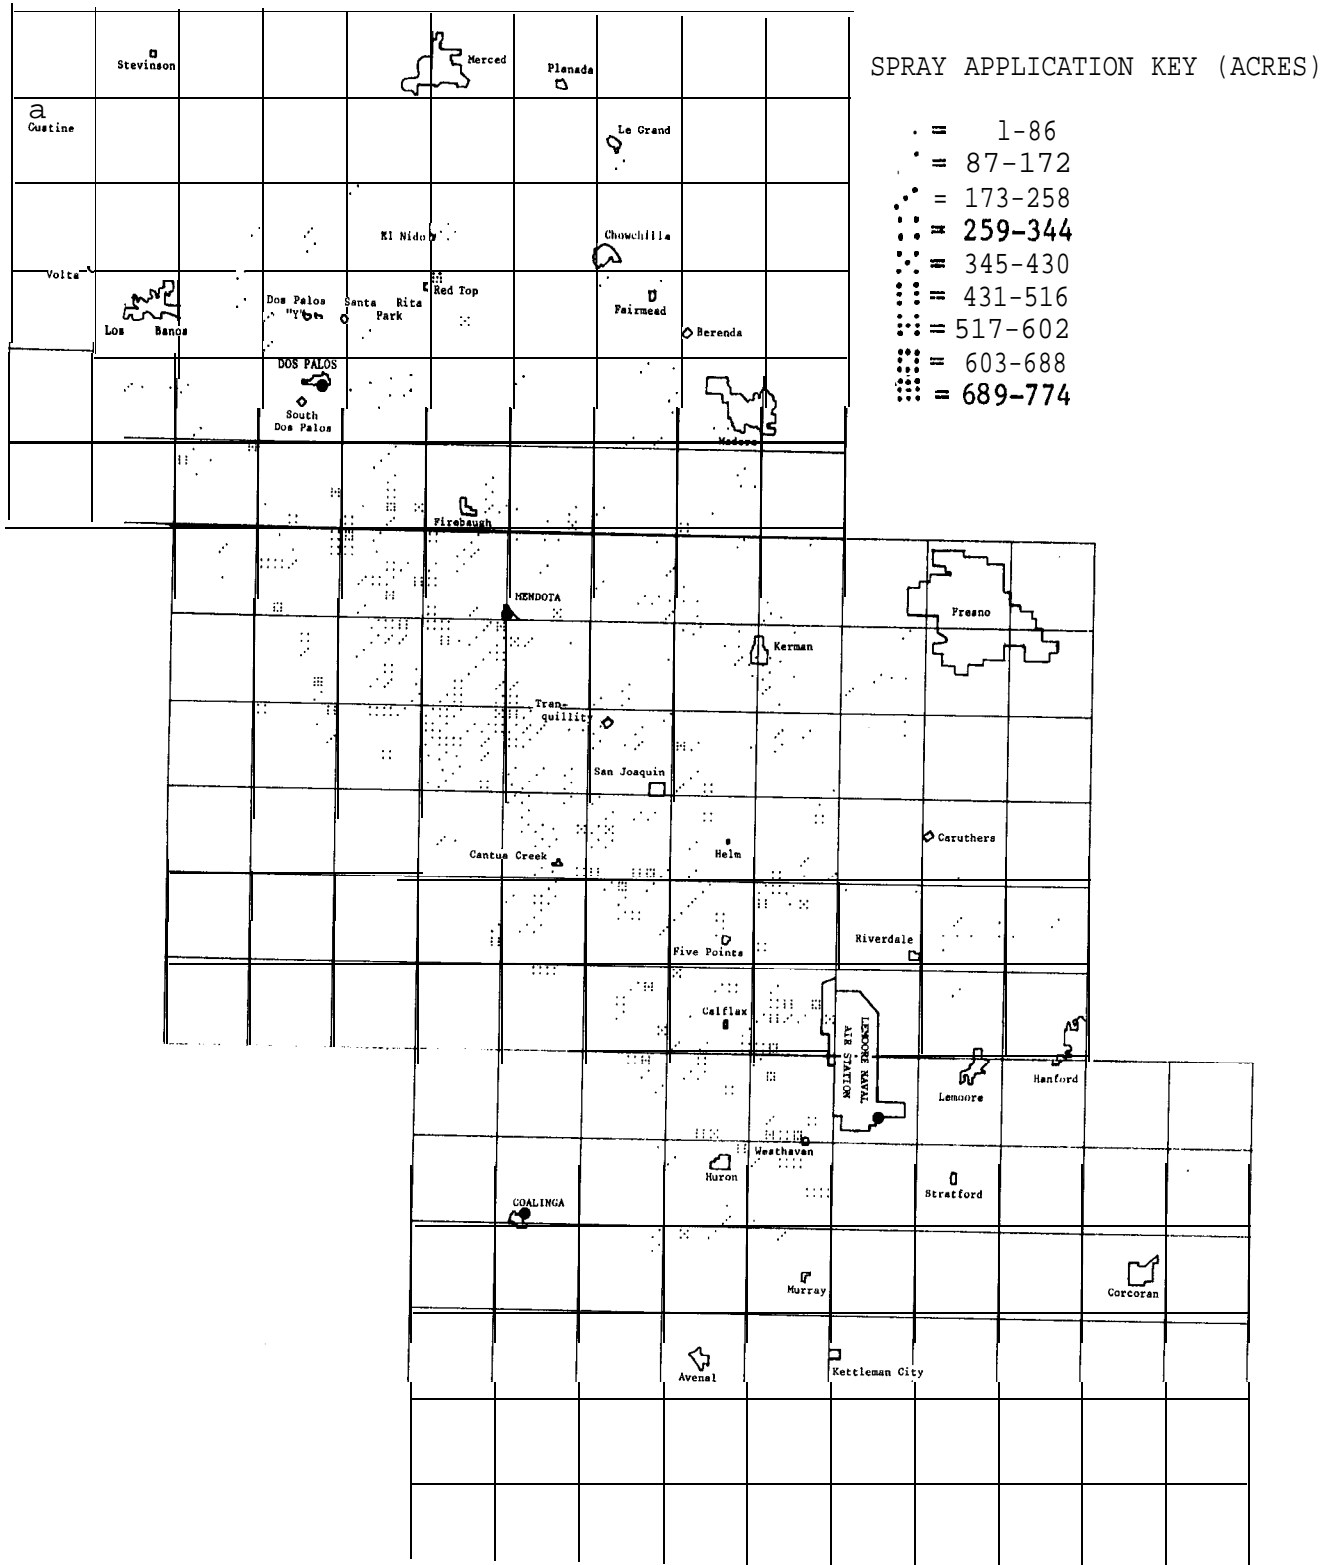 SPRAY APPLICATION KEY (ACRES)
. = 1-86
= 87-172
= 173-258
= 259-344
= 345-430
= 431-516
= 517-602
= 603-688
= 689-774
Stevinson
Merced
Planada
a
Gustine
Le Grand
El Nido
Chowchilla
Volta
Red Top
Dos Palos
"Y"
Santa Rita
Park
Fairmead
Los Banos
Berenda
DOS PALOS
South
Dos Palos
Madera
Firebaugh
MENDOTA
Fresno
Kerman
Tran-
quillity
San Joaquin
Caruthers
Helm
Cantua Creek
Riverdale
Five Points
Calflax
LEMOORE NAVAL
AIR STATION
Hanford
Lemoore
Westhaven
Huron
Stratford
COALINGA
Murray
Corcoran
Avenal
Kettleman City